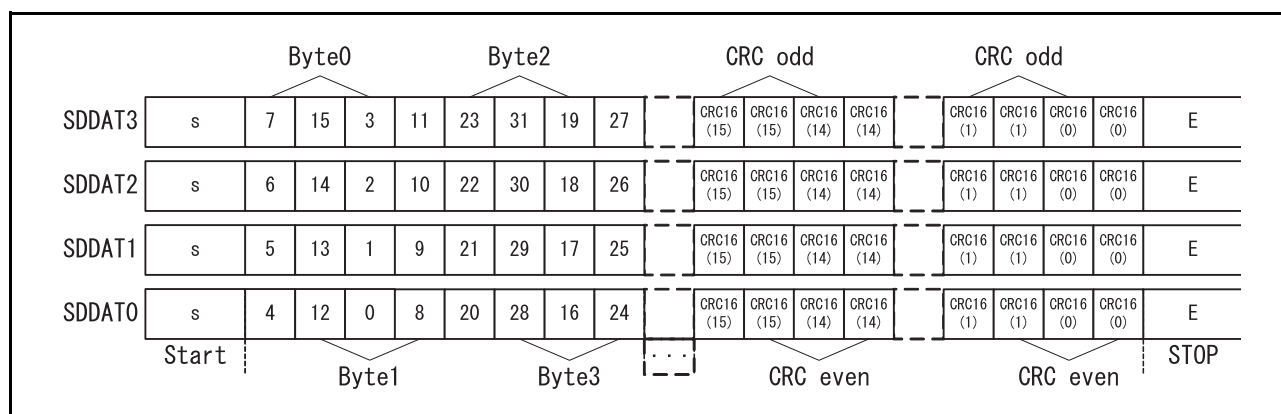 Byte0 Byte2 CRC odd CRC odd
SDDAT3 s 7 15 3 11 23 31 19 27 CRC16 (15) CRC16 (15) CRC16 (14) CRC16 (14) CRC16 (1) CRC16 (1) CRC16 (0) CRC16 (0) E
SDDAT2 s 6 14 2 10 22 30 18 26 CRC16 (15) CRC16 (15) CRC16 (14) CRC16 (14) CRC16 (1) CRC16 (1) CRC16 (0) CRC16 (0) E
SDDAT1 s 5 13 1 9 21 29 17 25 CRC16 (15) CRC16 (15) CRC16 (14) CRC16 (14) CRC16 (1) CRC16 (1) CRC16 (0) CRC16 (0) E
SDDAT0 s 4 12 0 8 20 28 16 24 CRC16 (15) CRC16 (15) CRC16 (14) CRC16 (14) CRC16 (1) CRC16 (1) CRC16 (0) CRC16 (0) E
Start ... STOP
Byte1 Byte3 CRC even CRC even